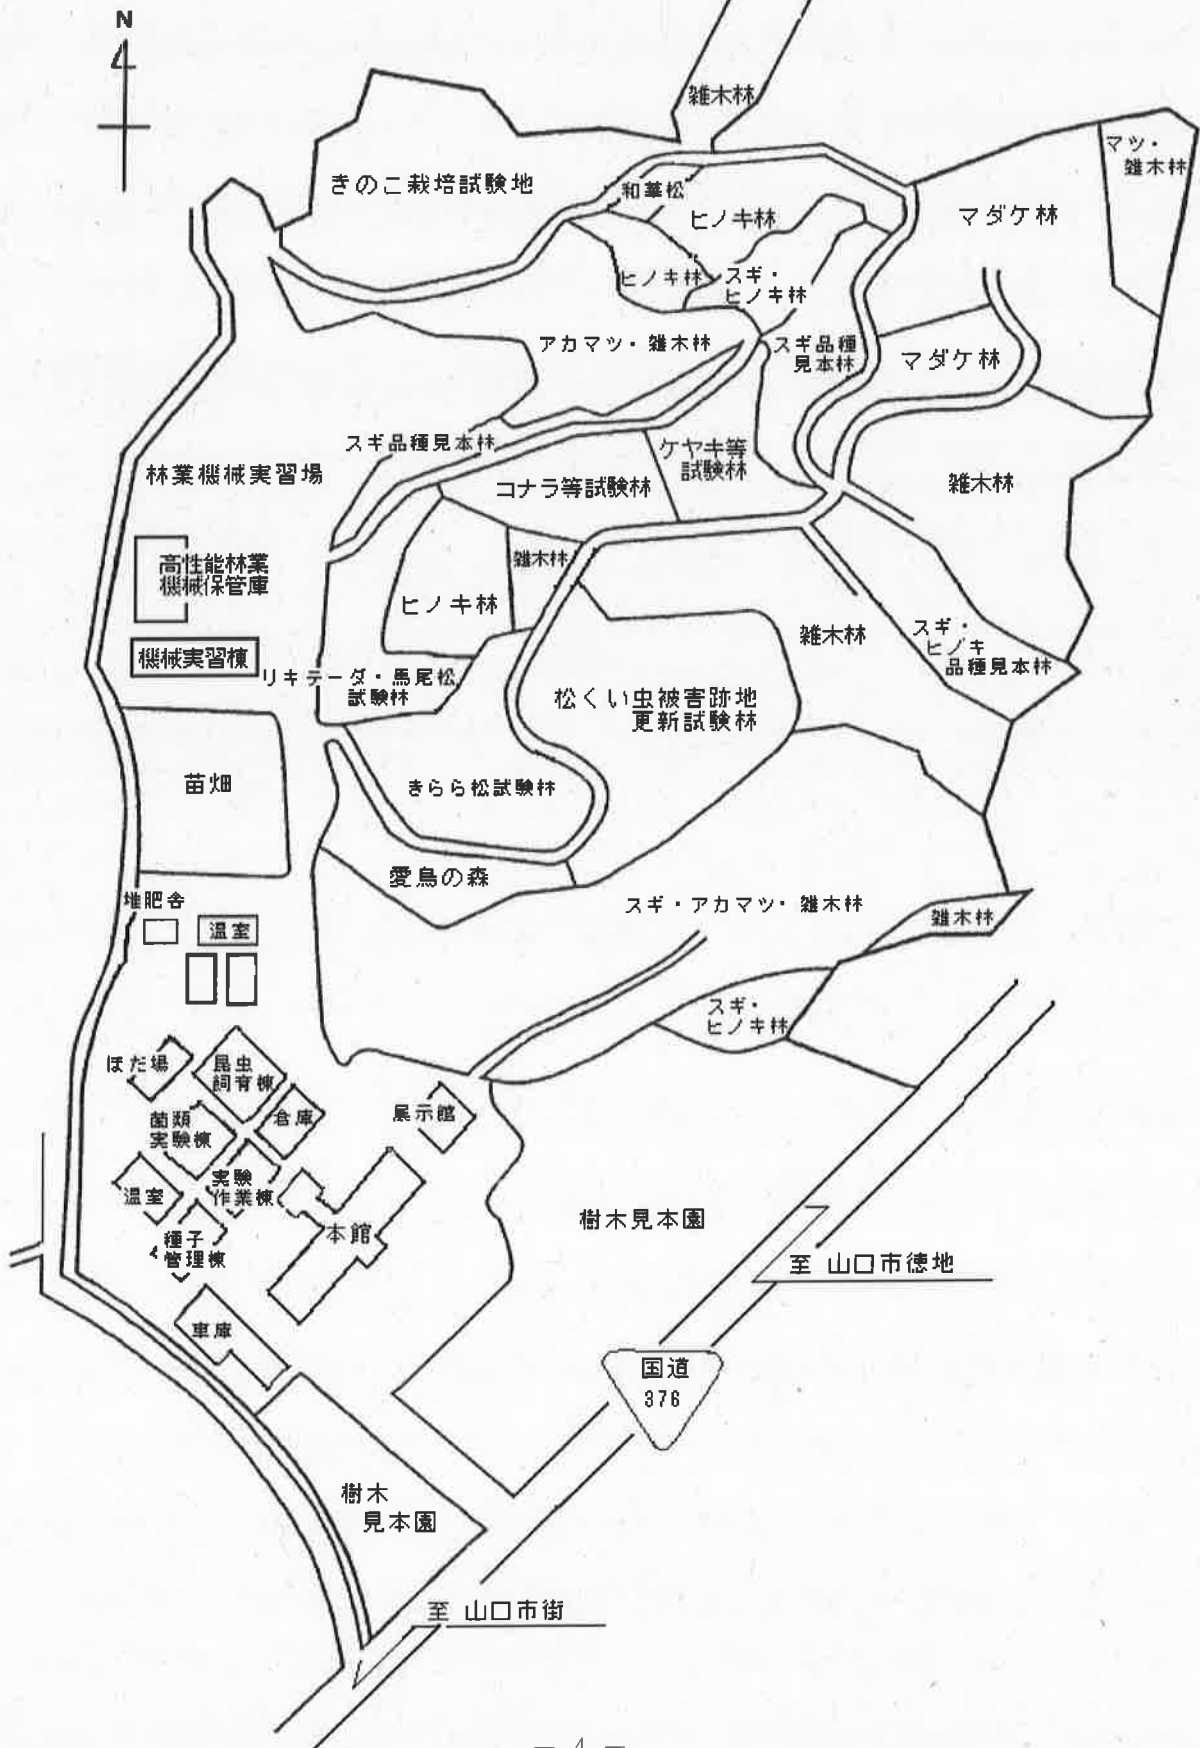 N
雑木林
マツ・
雑木林
きのこ栽培試験地
和華松
ヒノキ林
マダケ林
ヒノキ林
スギ・
ヒノキ林
アカマツ・雑木林
スギ品種
見本林
マダケ林
スギ品種見本林
ケヤキ等
試験林
林業機械実習場
コナラ等試験林
雑木林
高性能林業
機械保管庫
雑木林
ヒノキ林
雑木林
スギ・
ヒノキ
品種見本林
機械実習棟
リキテーダ・馬尾松
試験林
松くい虫被害跡地
更新試験林
苗畑
きらら松試験林
愛鳥の森
堆肥舎
スギ・アカマツ・雑木林
雑木林
温室
スギ・
ヒノキ林
ほだ場
昆虫
飼育棟
倉庫
展示館
菌類
実験棟
実験
作業棟
温室
種子
管理棟
本館
樹木見本園
至 山口市徳地
車庫
国道
376
樹木
見本園
至 山口市街
— 4 —